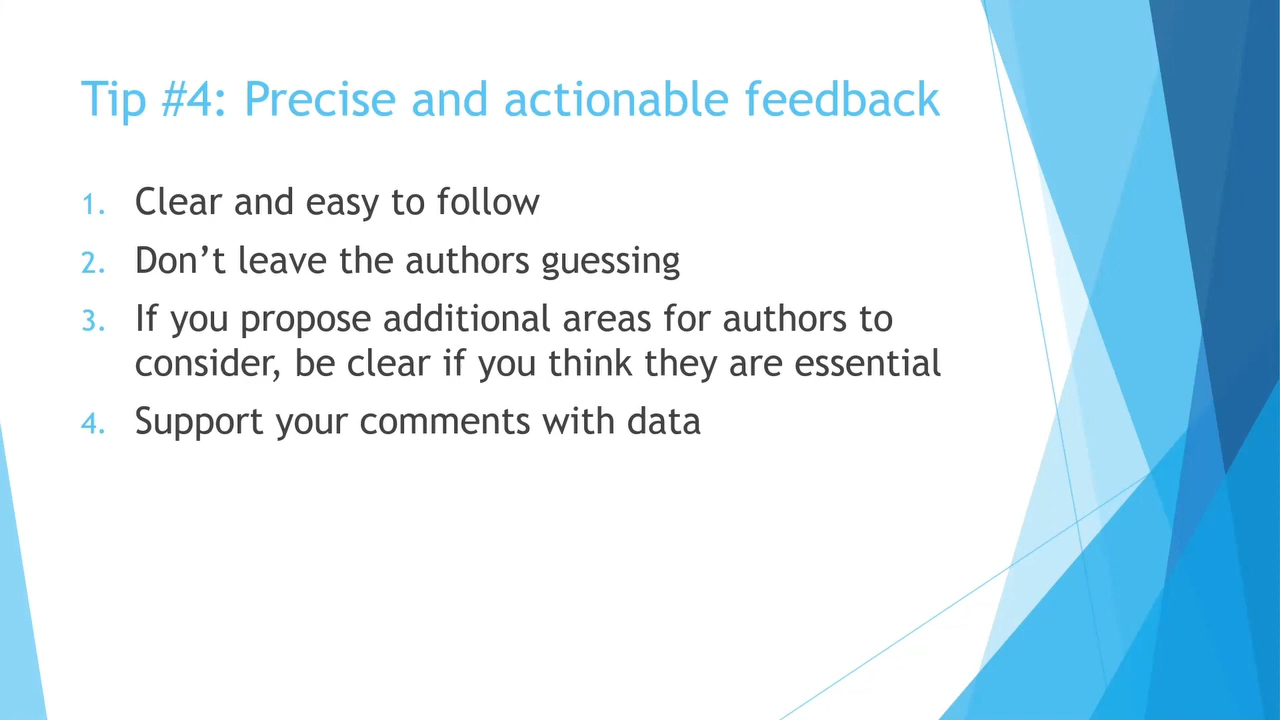 Tip #4: Precise and actionable feedback
1. Clear and easy to follow
2. Don’t leave the authors guessing
3. If you propose additional areas for authors to
consider, be clear if you think they are essential
4. Support your comments with data